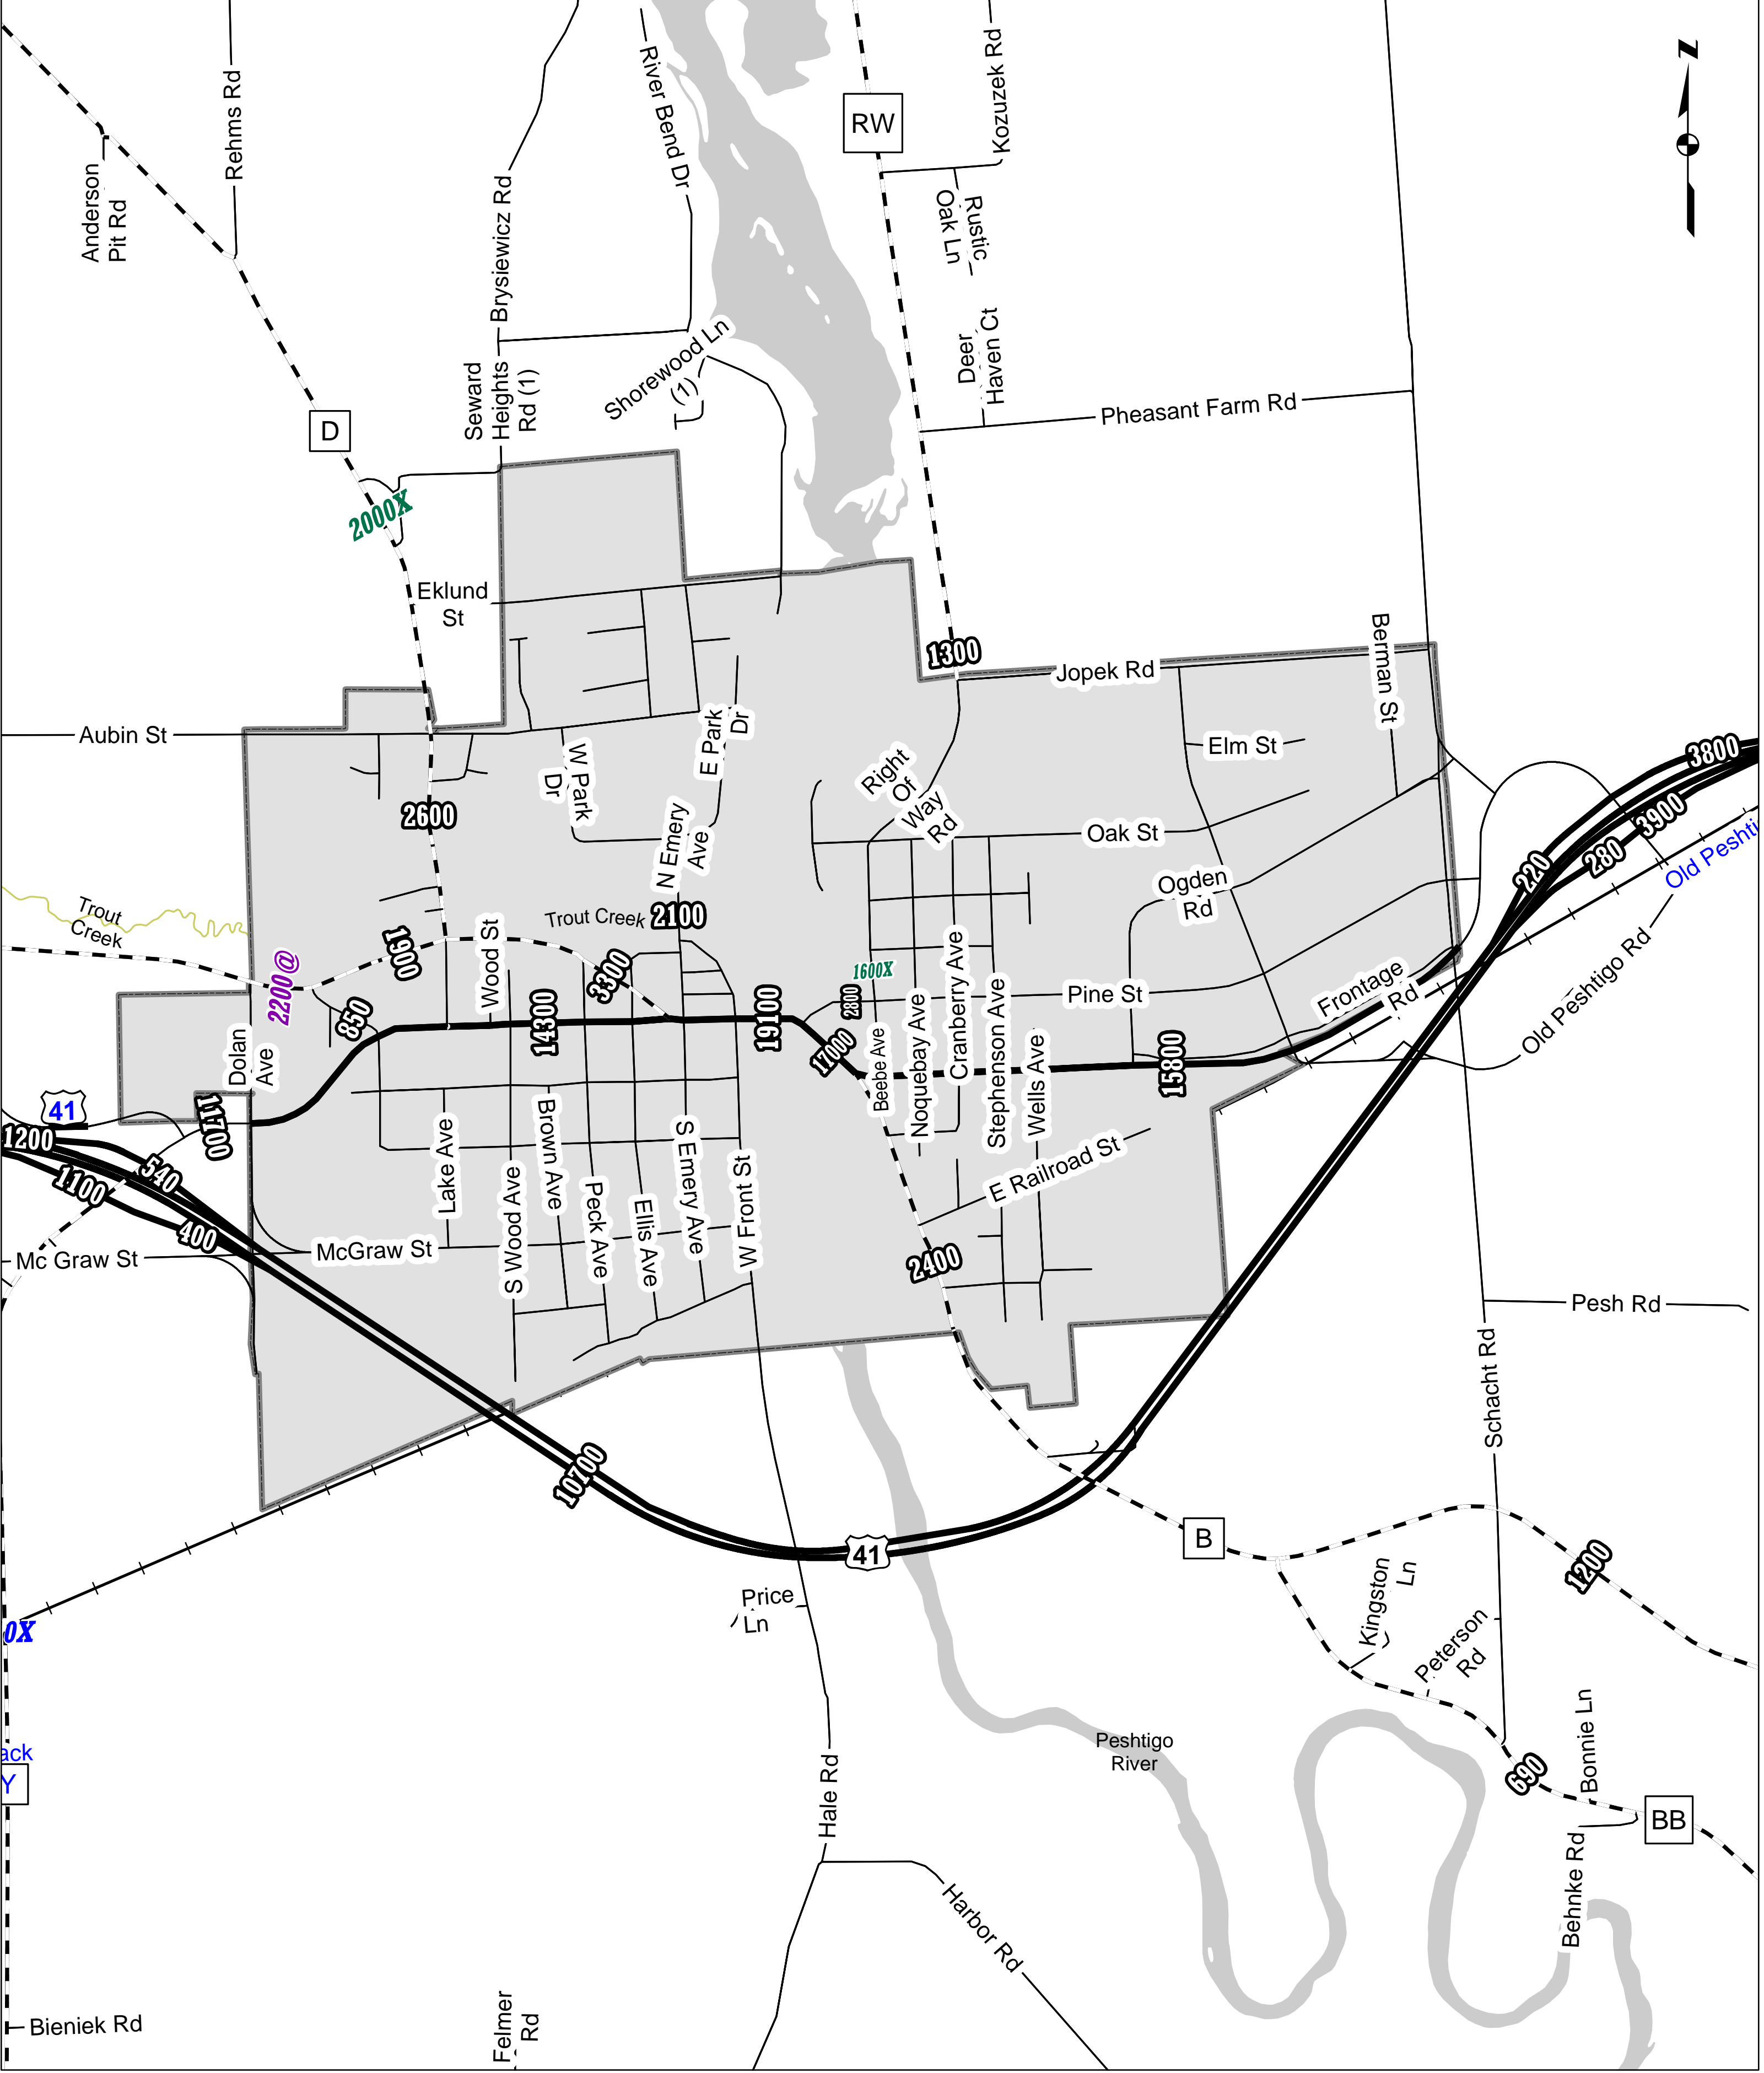 Rehms Rd
Anderson
Pit Rd
River Bend Dr
Brysiewicz Rd
RW
Kozuzek Rd
Rustic
Oak Ln
Z
Deer
Haven Ct
Seward
Heights
Rd (1)
Shorewood Ln
(1)
Pheasant Farm Rd
D
2000X
Eklund
St
1300
Jopek Rd
Berman St
Aubin St
W Park
Dr
E Park
Dr
Right
Of
Way
Rd
Elm St
3800
3900
2600
N Emery
Ave
Oak St
220
280
Old Peshti
Ogden
Rd
Trout
Creek
Trout Creek
2100
1900
Wood St
3300
2200@
850
14300
19100
1600X
2800
17000
Beebe Ave
Noquebay Ave
Cranberry Ave
Stephenson Ave
Wells Ave
Pine St
15800
Frontage
Rd
Old Peshtigo Rd
Dolan
Ave
41
11700
1200
540
1100
400
Mc Graw St
McGraw St
Lake Ave
S Wood Ave
Brown Ave
Peck Ave
Ellis Ave
S Emery Ave
W Front St
E Railroad St
2400
Pesh Rd
Schacht Rd
10700
41
B
1200
Price
Ln
Kingston
Ln
Peterson
Rd
0X
ack
Y
Hale Rd
Peshtigo
River
690
Bonnie Ln
BB
Behnke Rd
Harbor Rd
Bieniek Rd
Felmer
Rd